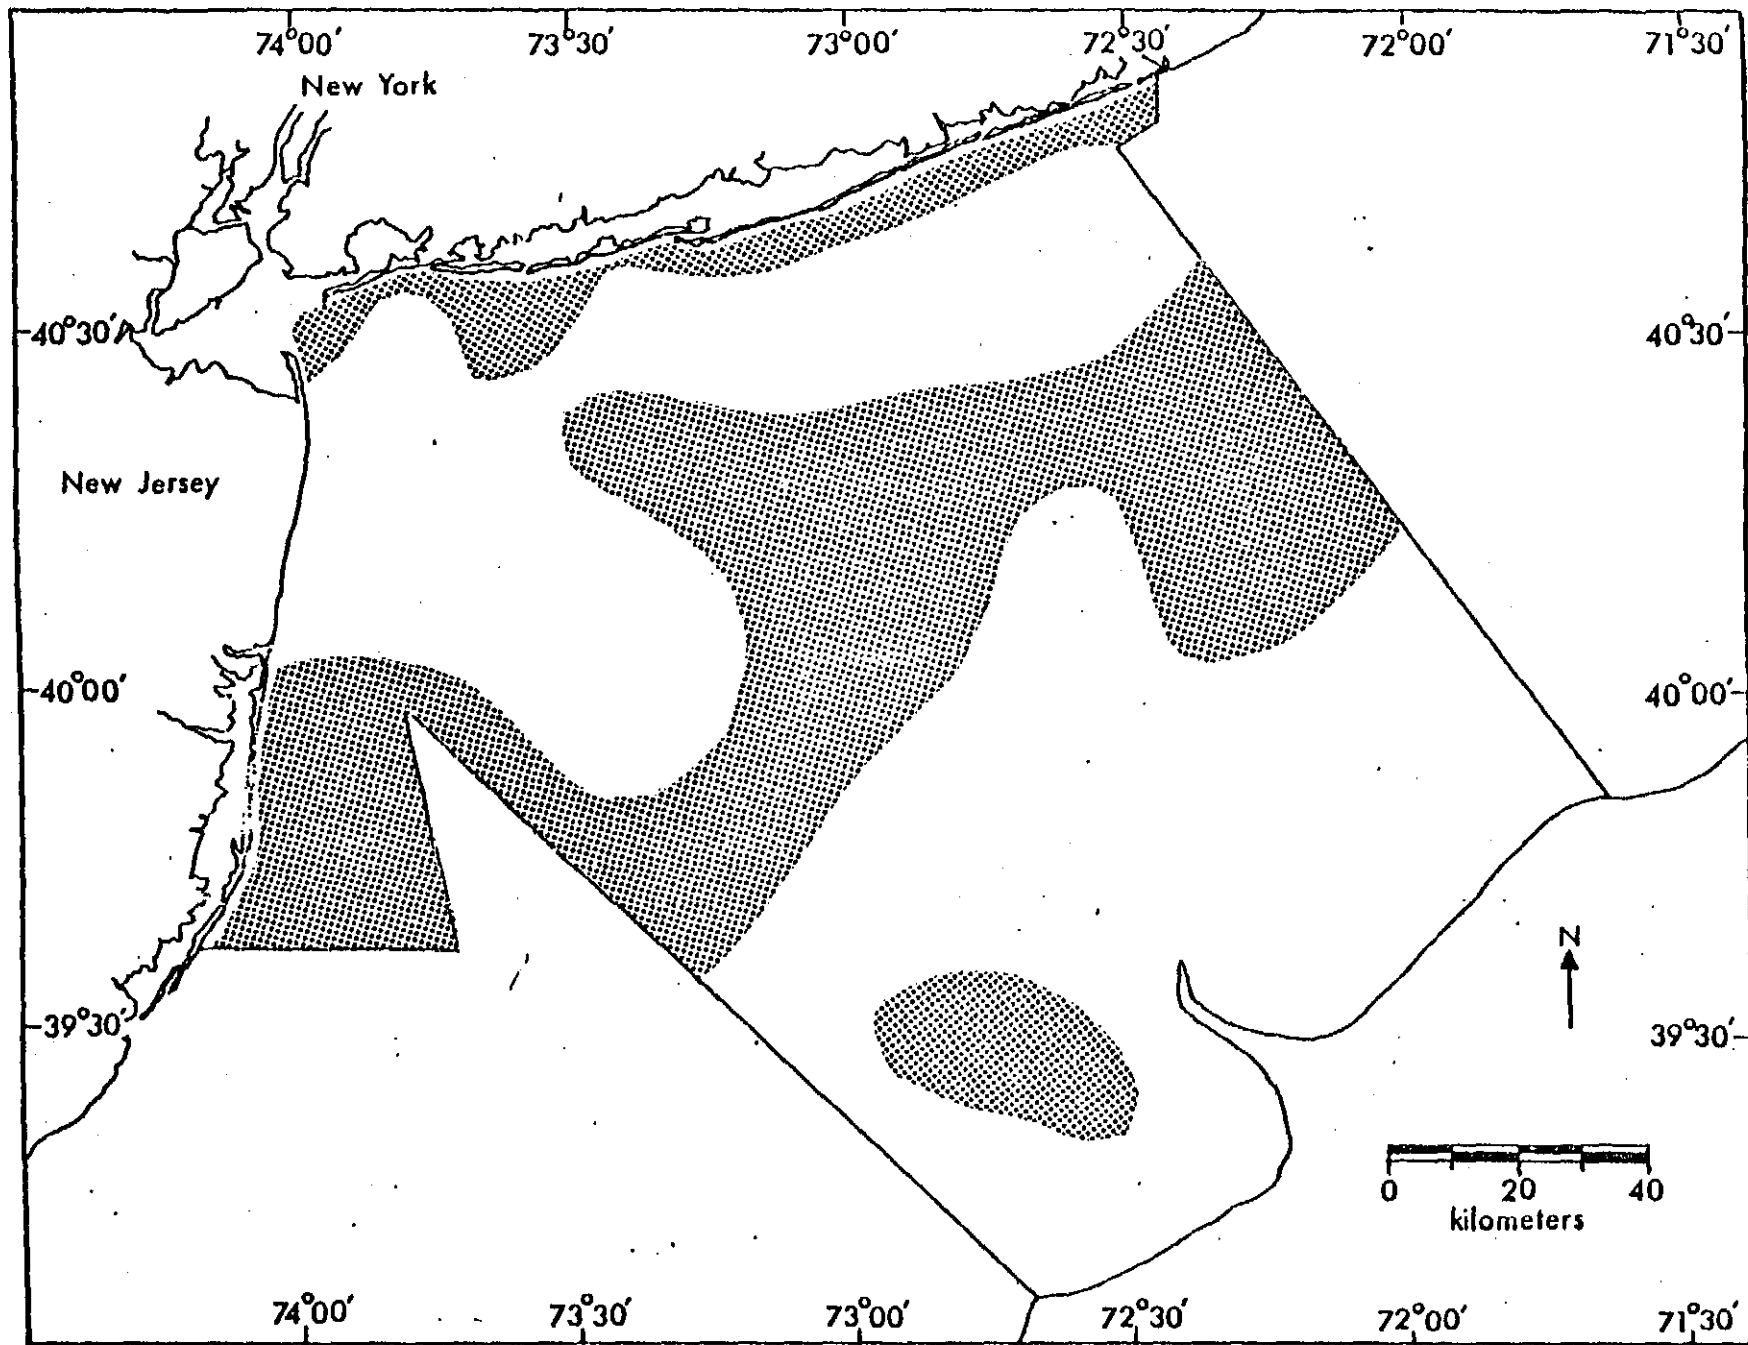 74°00′ 73°30′ 73°00′ 72°30′ 72°00′ 71°30′
New York
40°30′ 40°30′
New Jersey
40°00′ 40°00′
N
39°30′ 39°30′
0 20 40
kilometers
74°00′ 73°30′ 73°00′ 72°30′ 72°00′ 71°30′